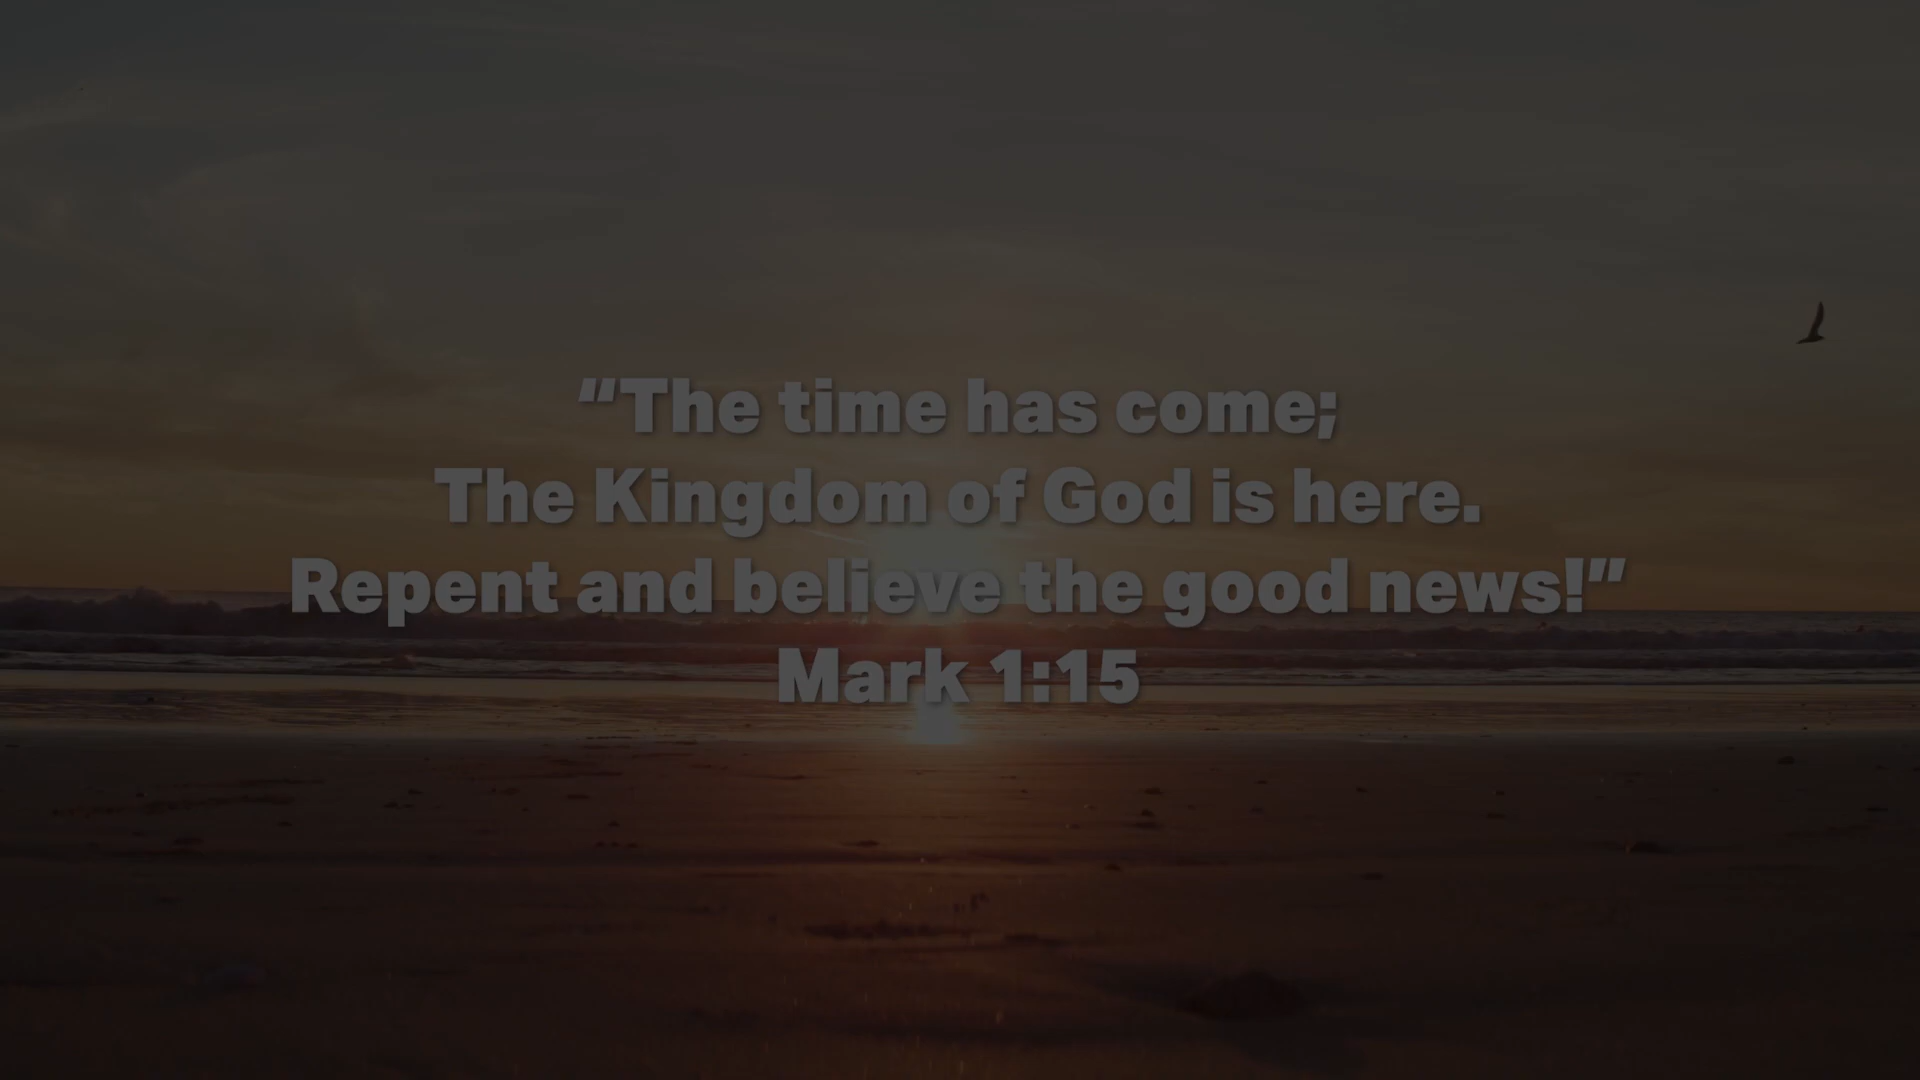 “The time has come;
The Kingdom of God is here.
Repent and believe the good news!”
Mark 1:15